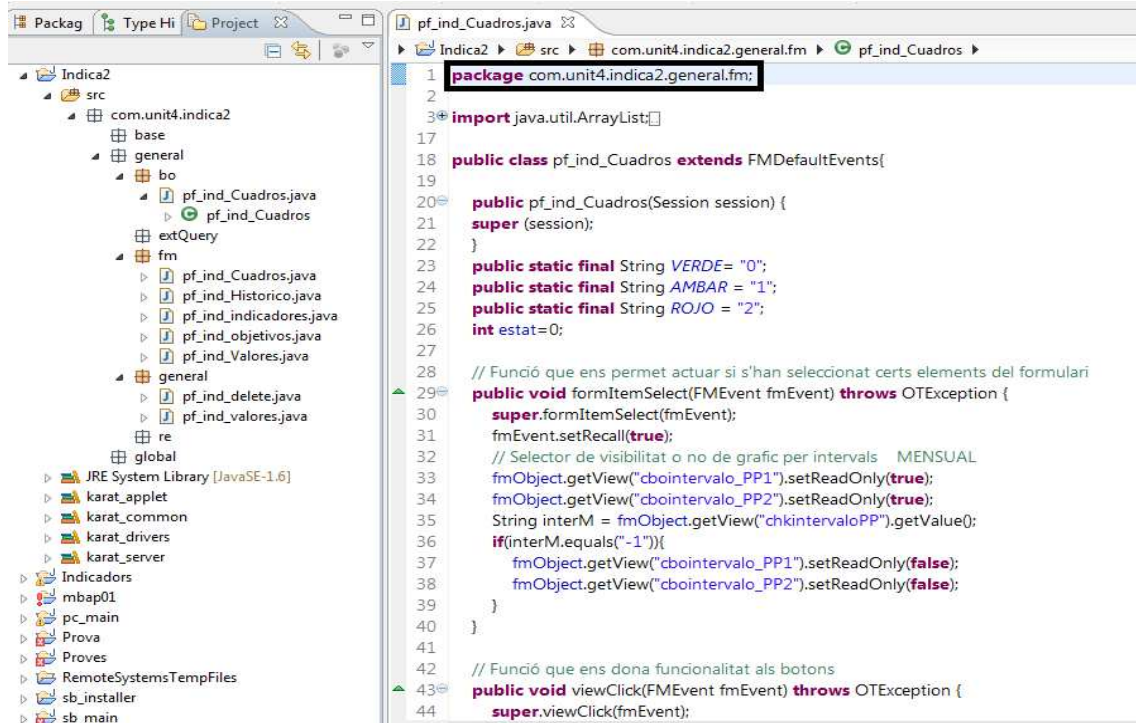 Packag Type Hi Project
Indica2
src
com.unit4.indica2
base
general
bo
pf_ind_Cuadros.java
pf_ind_Cuadros
extQuery
fm
pf_ind_Cuadros.java
pf_ind_Historico.java
pf_ind_indicadores.java
pf_ind_objetivos.java
pf_ind_Valores.java
general
pf_ind_delete.java
pf_ind_valores.java
re
global
JRE System Library [JavaSE-1.6]
karat_applet
karat_common
karat_drivers
karat_server
Indicadors
mbap01
pc_main
Prova
Proves
RemoteSystemsTempFiles
sb_installer
sb_main
pf_ind_Cuadros.java
Indica2 src com.unit4.indica2.general.fm pf_ind_Cuadros
1 package com.unit4.indica2.general.fm;
2
3 import java.util.ArrayList;
17
18 public class pf_ind_Cuadros extends FMDefaultEvents{
19
20 public pf_ind_Cuadros(Session session) {
21 super (session);
22 }
23 public static final String VERDE= "0";
24 public static final String AMBAR = "1";
25 public static final String ROJO = "2";
26 int estat=0;
27
28 // Funció que ens permet actuar si s'han seleccionat certs elements del formulari
29 public void formItemSelect(FMEvent fmEvent) throws OTException {
30 super.formItemSelect(fmEvent);
31 fmEvent.setRecall(true);
32 // Selector de visibilitat o no de grafic per intervals MENSUAL
33 fmObject.getView("cbointervalo_PP1").setReadOnly(true);
34 fmObject.getView("cbointervalo_PP2").setReadOnly(true);
35 String interM = fmObject.getView("chkintervaloPP").getValue();
36 if(interM.equals("-1")){
37 fmObject.getView("cbointervalo_PP1").setReadOnly(false);
38 fmObject.getView("cbointervalo_PP2").setReadOnly(false);
39 }
40 }
41
42 // Funció que ens dona funcionalitat als botons
43 public void viewClick(FMEvent fmEvent) throws OTException {
44 super.viewClick(fmEvent);